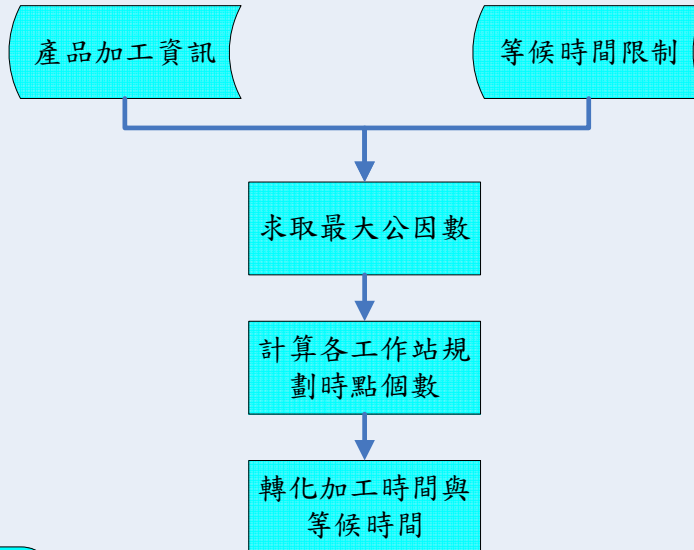 產品加工資訊
等候時間限制
求取最大公因數
計算各工作站規
劃時點個數
轉化加工時間與
等候時間